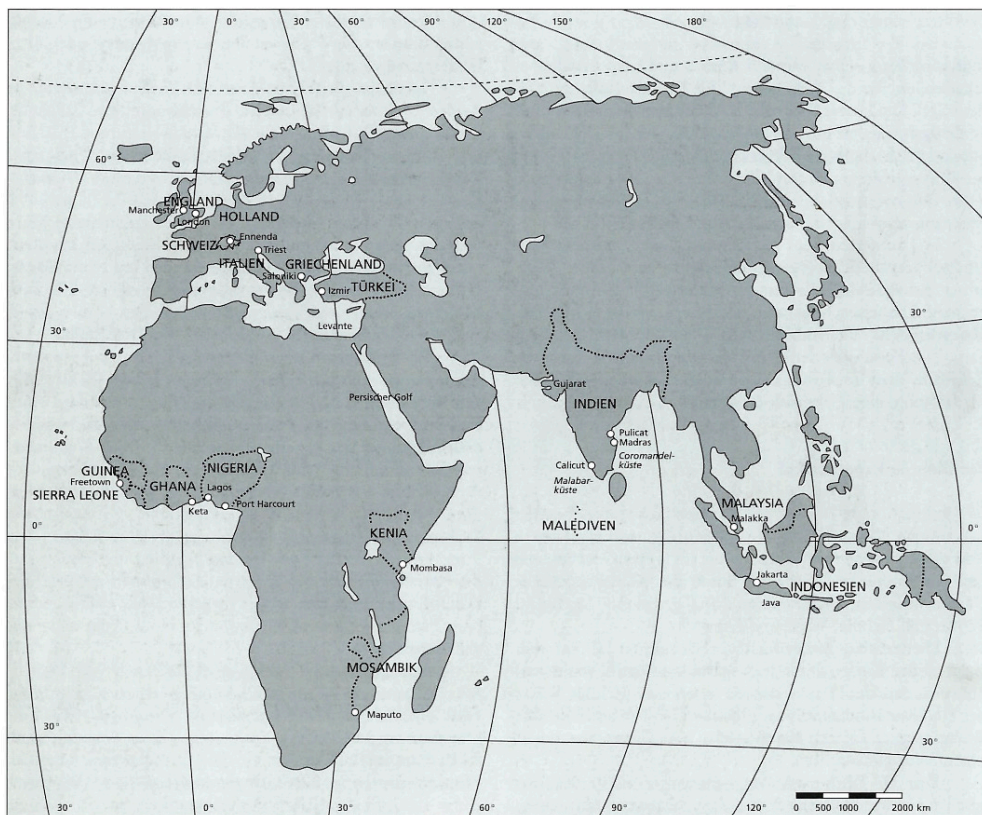 30°
0°
30°
60°
90°
120°
150°
180°
60°
60°
ENGLAND
Manchester
London
HOLLAND
Ennenda
SCHWEIZ
Triest
ITALIEN
GRIECHENLAND
Saloniki
Izmir
TÜRKEI
Levante
30°
30°
Persischer Golf
Gujarat
INDIEN
Pulicat
Madras
Coromandel-
küste
Calicut
Malabar-
küste
GUINEA
Freetown
SIERRA LEONE
GHANA
NIGERIA
Lagos
Keta
Port Harcourt
MALEDIVEN
MALAYSIA
Malakka
0°
0°
KENIA
Mombasa
Jakarta
INDONESIEN
Java
MOSAMBIK
Maputo
30°
30°
30°
0°
30°
60°
90°
120°
0 500 1000 2000 km